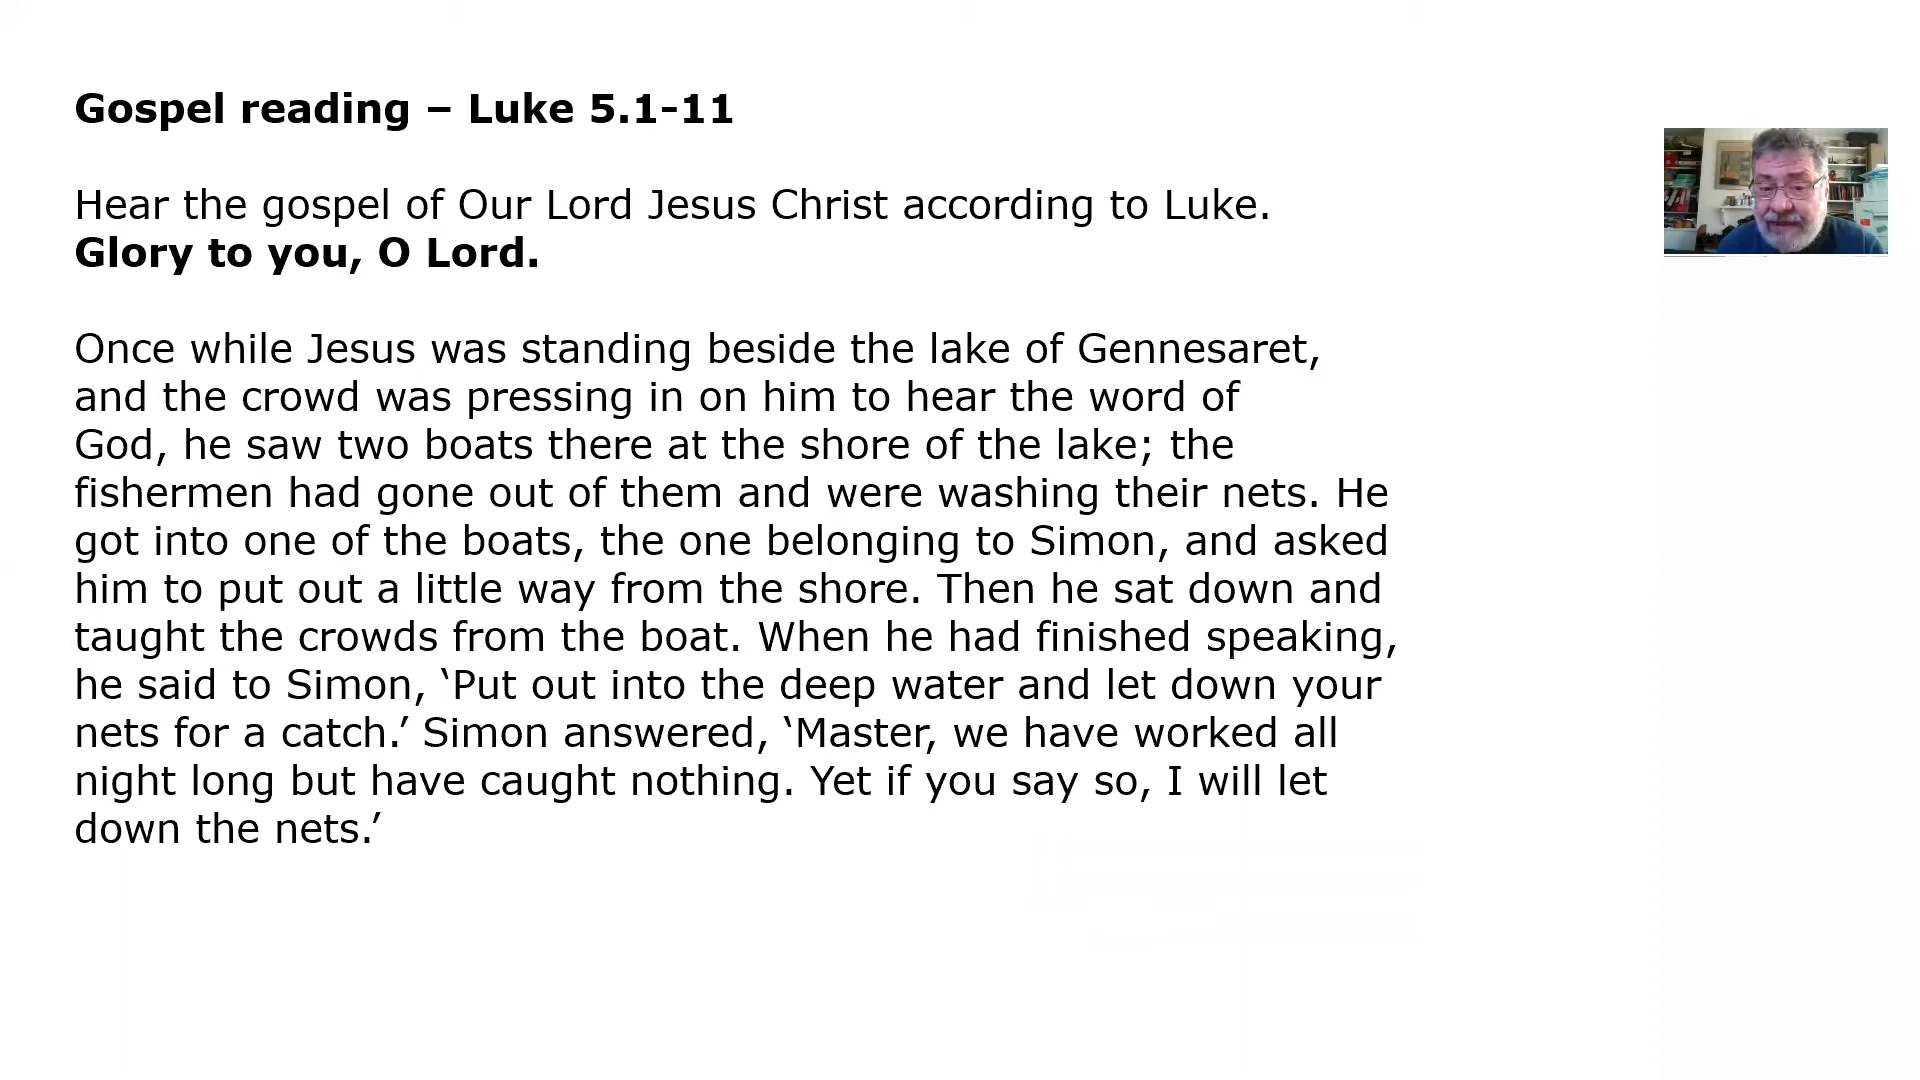 Gospel reading – Luke 5.1-11
Hear the gospel of Our Lord Jesus Christ according to Luke.
Glory to you, O Lord.
Once while Jesus was standing beside the lake of Gennesaret,
and the crowd was pressing in on him to hear the word of
God, he saw two boats there at the shore of the lake; the
fishermen had gone out of them and were washing their nets. He
got into one of the boats, the one belonging to Simon, and asked
him to put out a little way from the shore. Then he sat down and
taught the crowds from the boat. When he had finished speaking,
he said to Simon, ‘Put out into the deep water and let down your
nets for a catch.’ Simon answered, ‘Master, we have worked all
night long but have caught nothing. Yet if you say so, I will let
down the nets.’